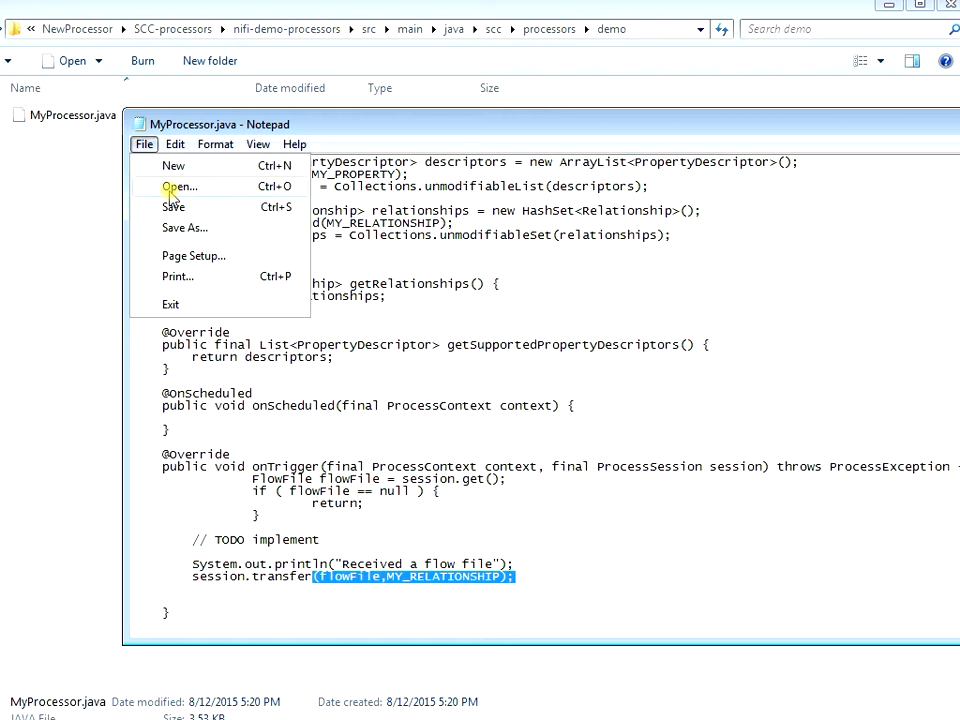 « NewProcessor SCC-processors nifi-demo-processors src main java scc processors demo Search demo
Open Burn New folder
Name Date modified Type Size
MyProcessor.java
MyProcessor.java - Notepad
File Edit Format View Help
New Ctrl+N
Open... Ctrl+O
Save Ctrl+S
Save As...
Page Setup...
Print... Ctrl+P
Exit
rtyDescriptor> descriptors = new ArrayList<PropertyDescriptor>();
MY_PROPERTY);
= Collections.unmodifiableList(descriptors);
onship> relationships = new HashSet<Relationship>();
d(MY_RELATIONSHIP);
ps = Collections.unmodifiableSet(relationships);
hip> getRelationships() {
tionships;
@Override
public final List<PropertyDescriptor> getSupportedPropertyDescriptors() {
return descriptors;
}
@OnScheduled
public void onScheduled(final ProcessContext context) {
}
@Override
public void onTrigger(final ProcessContext context, final ProcessSession session) throws ProcessException
FlowFile flowFile = session.get();
if ( flowFile == null ) {
return;
}
// TODO implement
System.out.println("Received a flow file");
session.transfer(flowFile,MY_RELATIONSHIP);
}
MyProcessor.java Date modified: 8/12/2015 5:20 PM Date created: 8/12/2015 5:20 PM
JAVA File Size: 3.53 KB